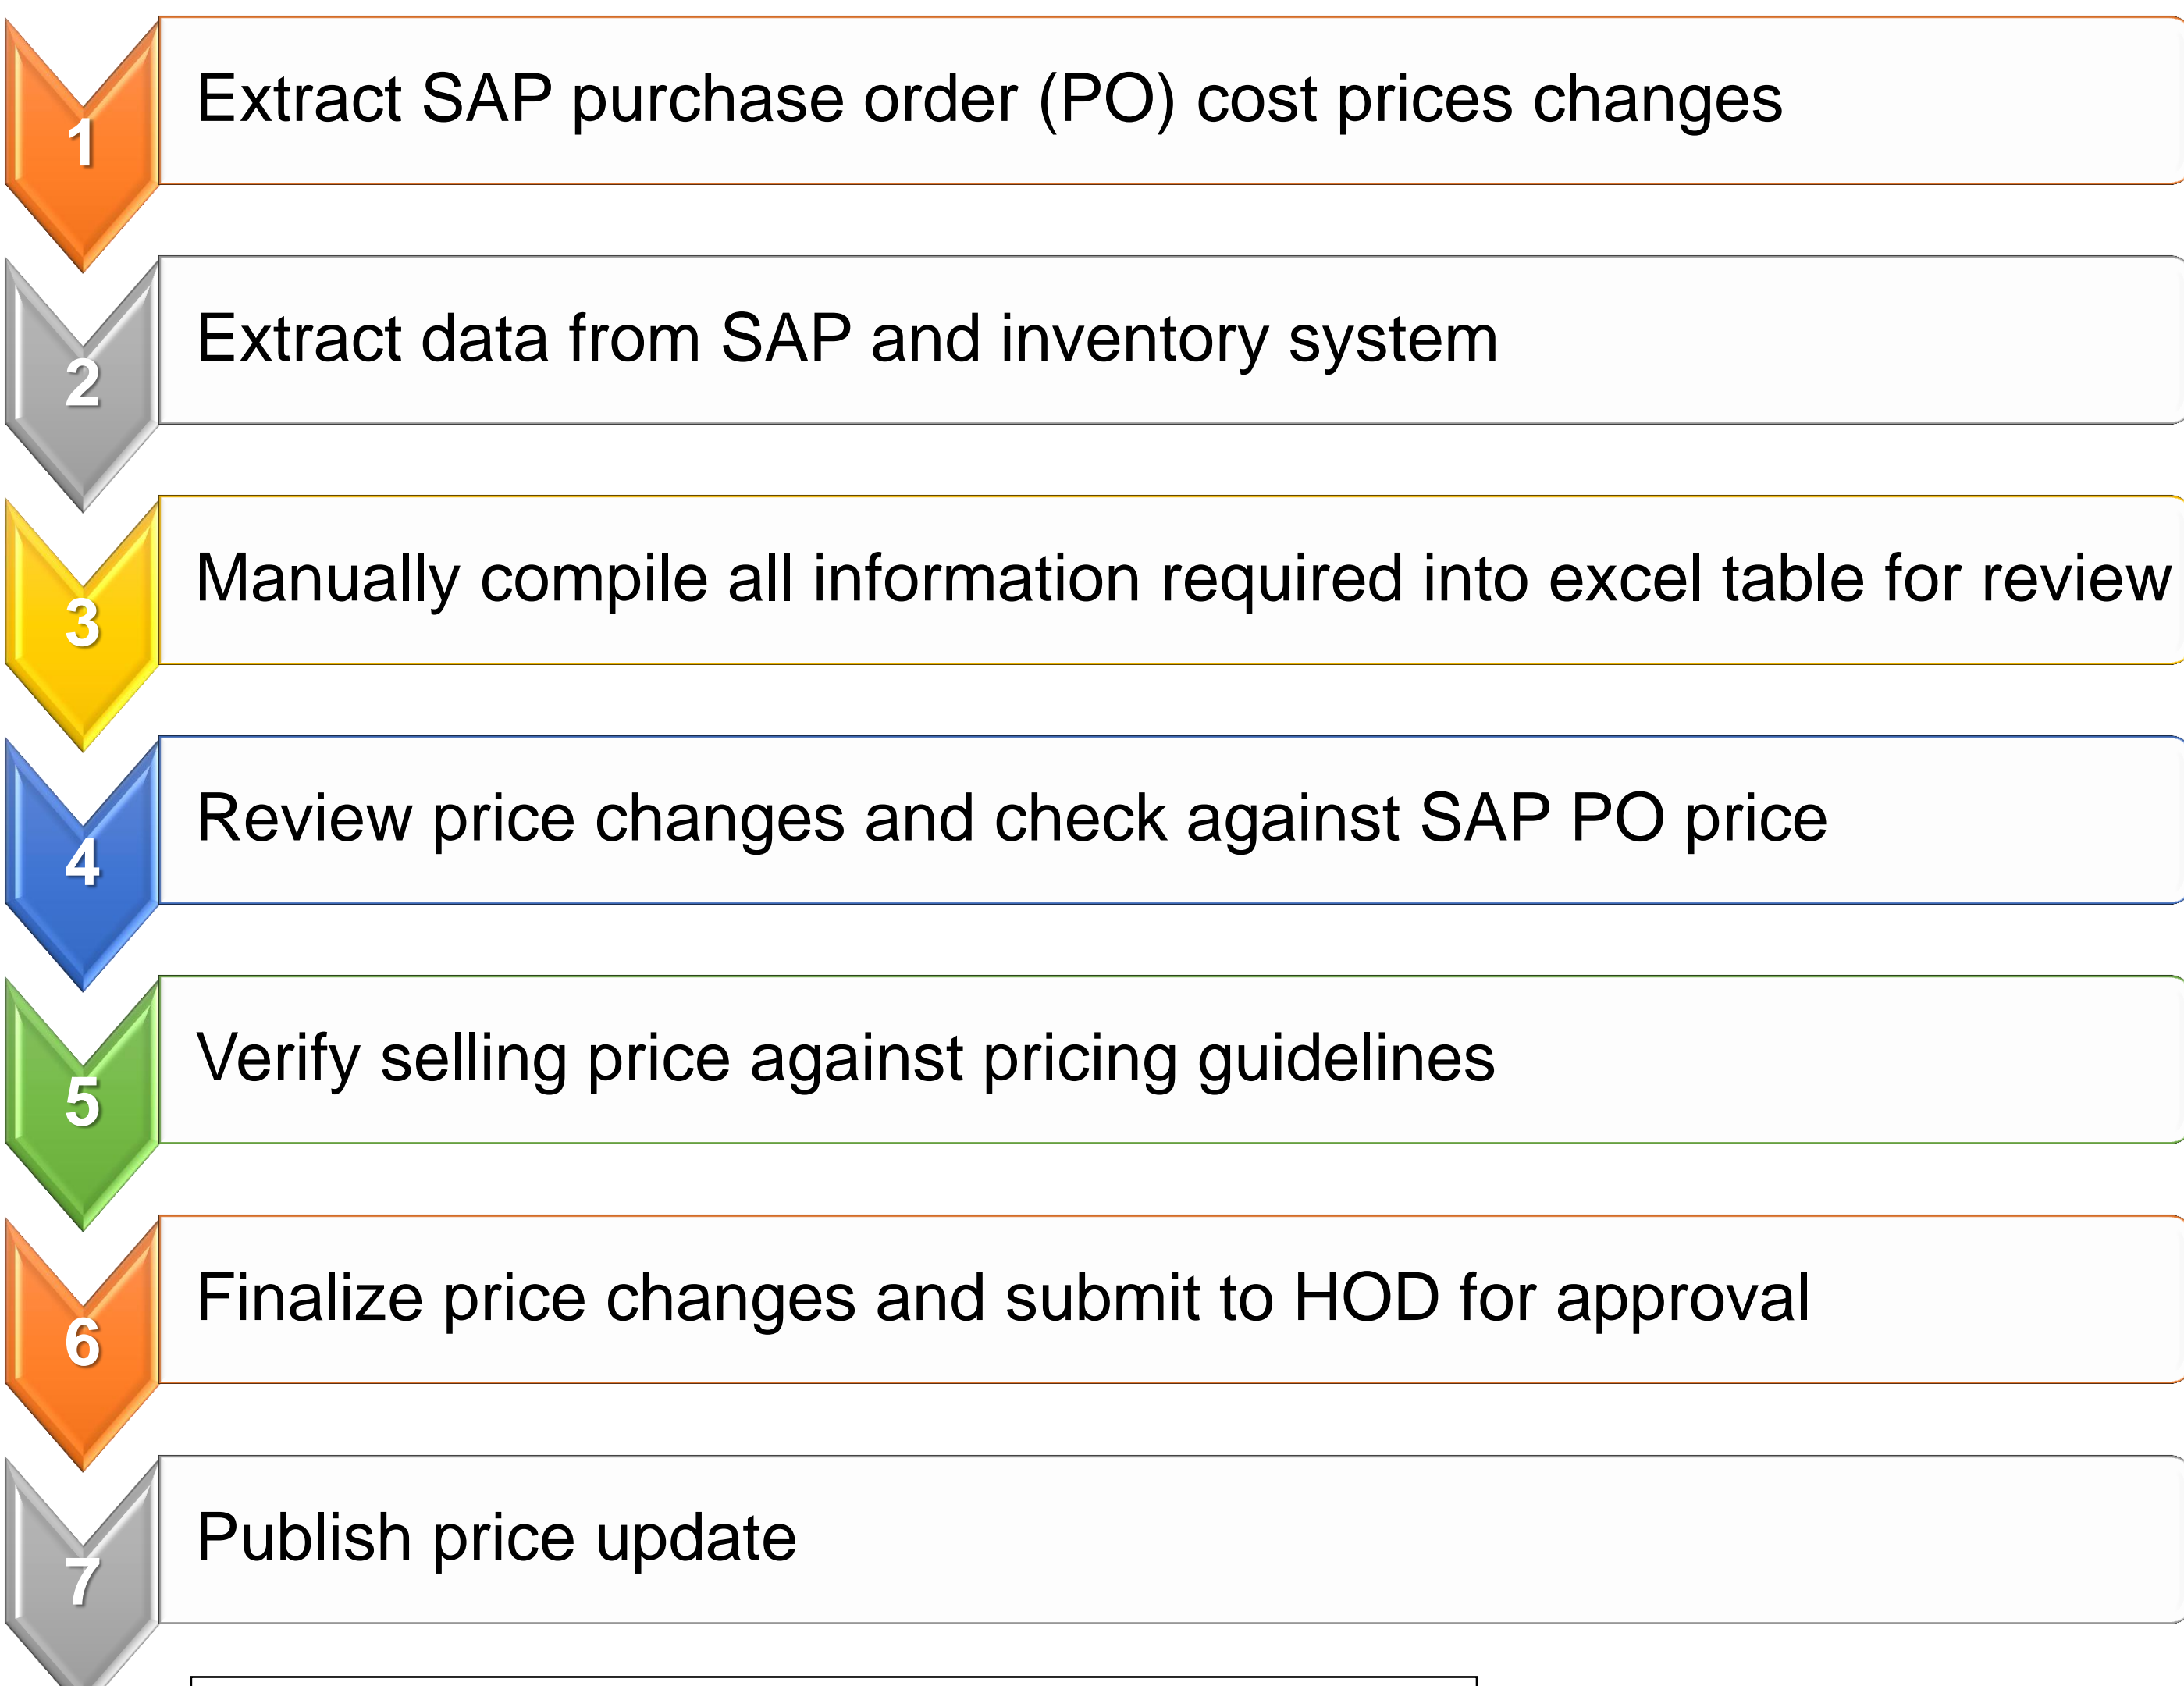 1
Extract SAP purchase order (PO) cost prices changes
2
Extract data from SAP and inventory system
3
Manually compile all information required into excel table for review
4
Review price changes and check against SAP PO price
5
Verify selling price against pricing guidelines
6
Finalize price changes and submit to HOD for approval
7
Publish price update